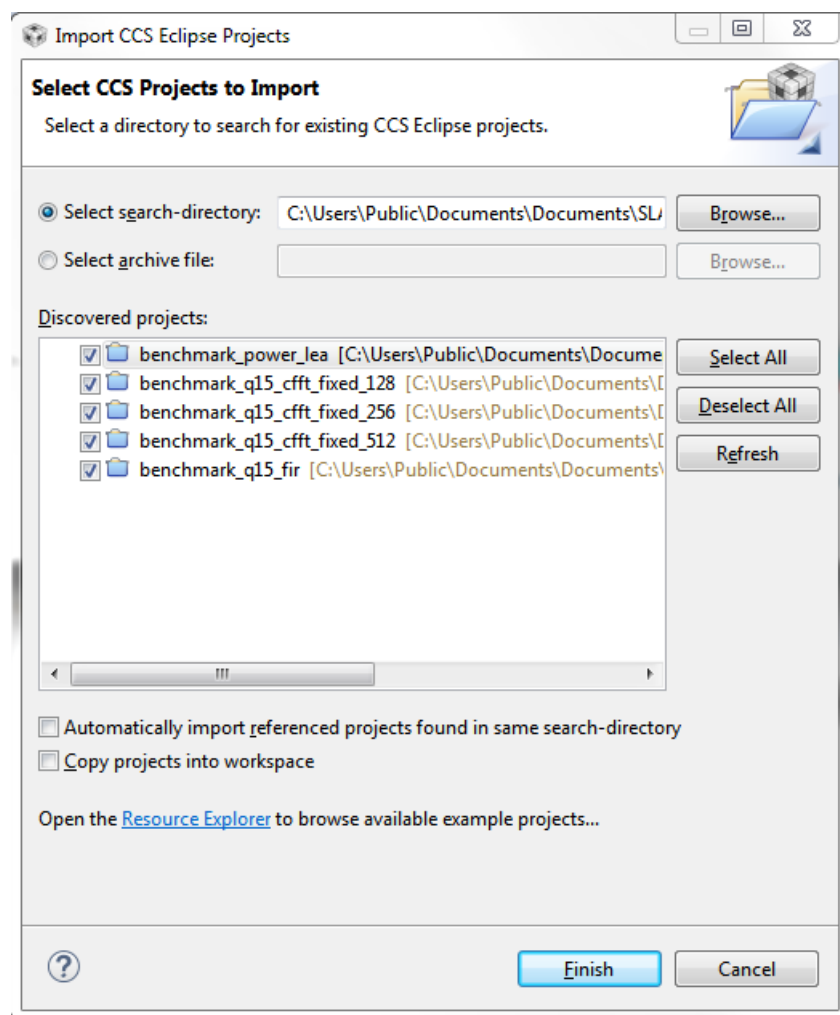 Import CCS Eclipse Projects
Select CCS Projects to Import
Select a directory to search for existing CCS Eclipse projects.
Select search-directory: C:\Users\Public\Documents\Documents\SLA Browse...
Select archive file: Browse...
Discovered projects:
benchmark_power_lea [C:\Users\Public\Documents\Docume
benchmark_q15_cfft_fixed_128 [C:\Users\Public\Documents\D
benchmark_q15_cfft_fixed_256 [C:\Users\Public\Documents\D
benchmark_q15_cfft_fixed_512 [C:\Users\Public\Documents\D
benchmark_q15_fir [C:\Users\Public\Documents\Documents\
Select All
Deselect All
Refresh
Automatically import referenced projects found in same search-directory
Copy projects into workspace
Open the Resource Explorer to browse available example projects...
? Finish Cancel